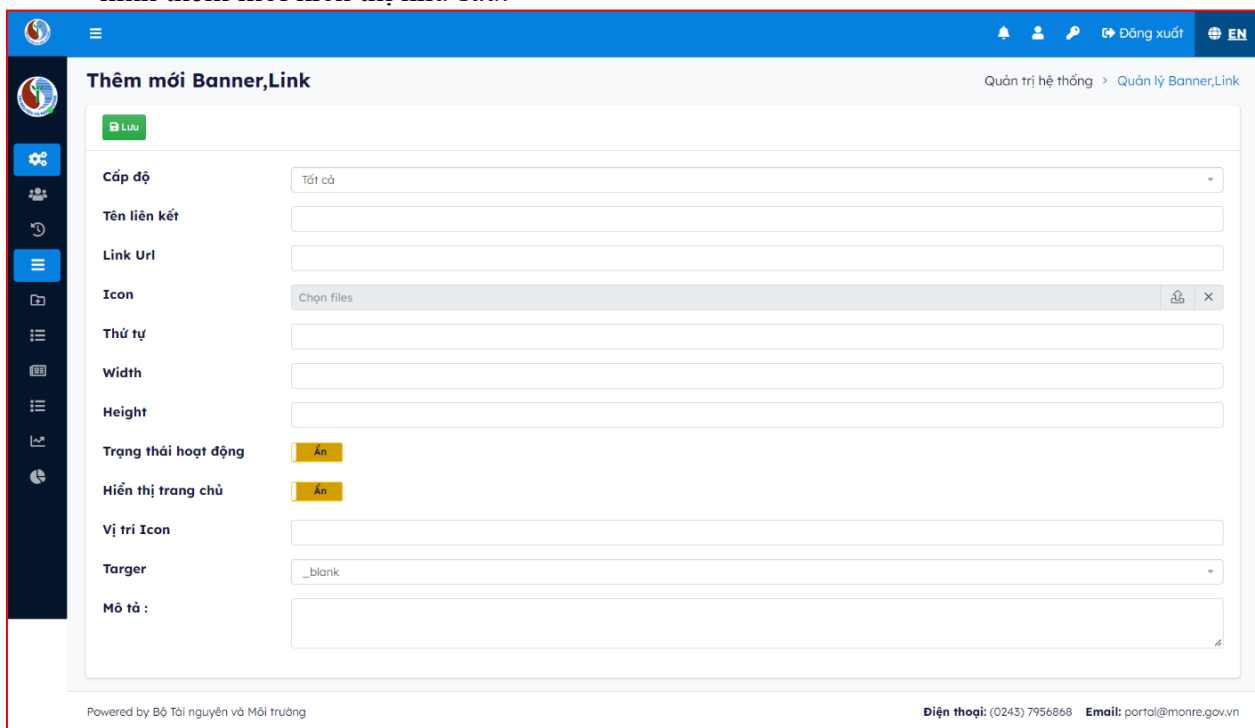 Đăng xuất EN
Thêm mới Banner,Link
Quản trị hệ thống > Quản lý Banner,Link
Lưu
Cấp độ Tất cả
Tên liên kết
Link Url
Icon Chọn files
Thứ tự
Width
Height
Trạng thái hoạt động Ẩn
Hiển thị trang chủ Ẩn
Vị trí Icon
Targer _blank
Mô tả :
Powered by Bộ Tài nguyên và Môi trường
Điện thoại: (0243) 7956868 Email: portal@monre.gov.vn